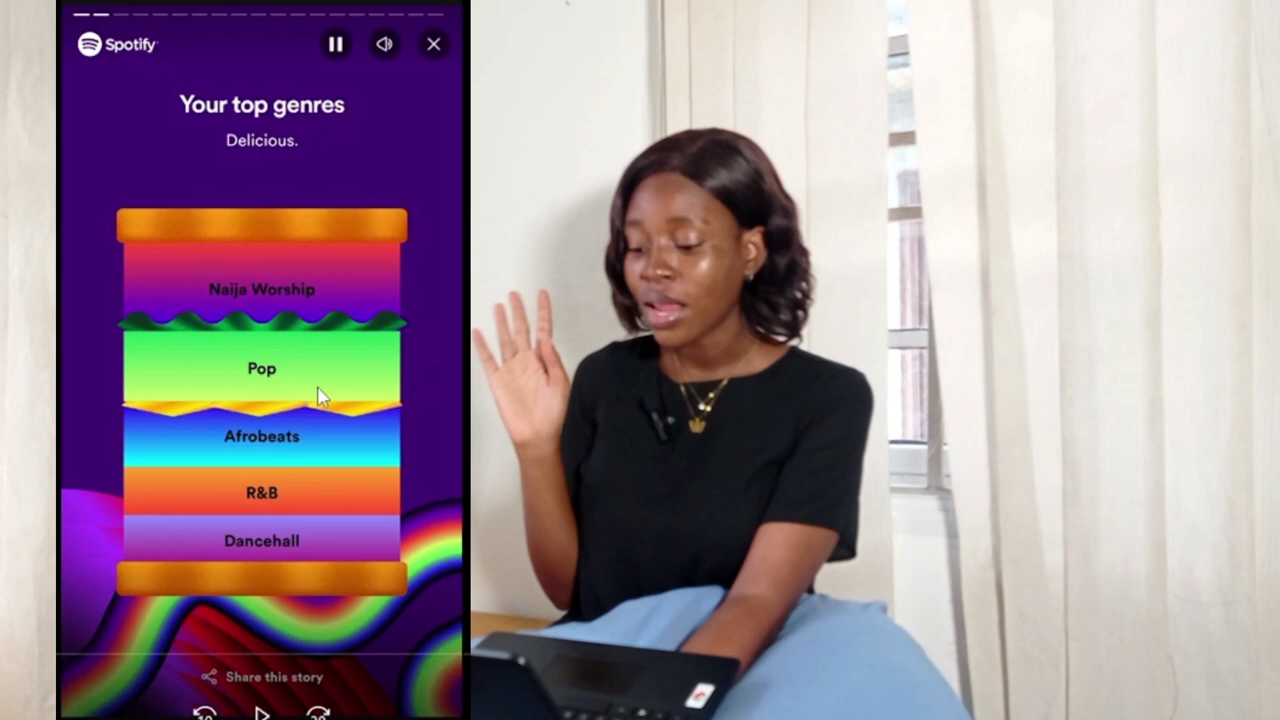 Spotify
Your top genres
Delicious.
Naija Worship
Pop
Afrobeats
R&B
Dancehall
Share this story